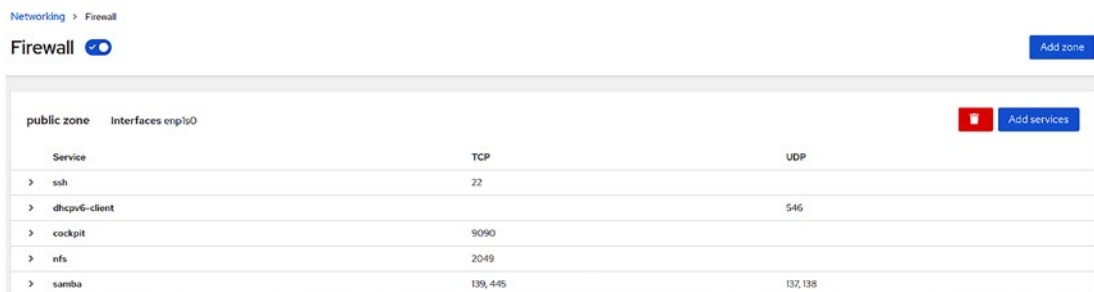 Networking > Firewall
Firewall
Add zone
public zone Interfaces enp1s0
Add services
Service TCP UDP
> ssh 22
> dhcpv6-client 546
> cockpit 9090
> nfs 2049
> samba 139, 445 137, 138